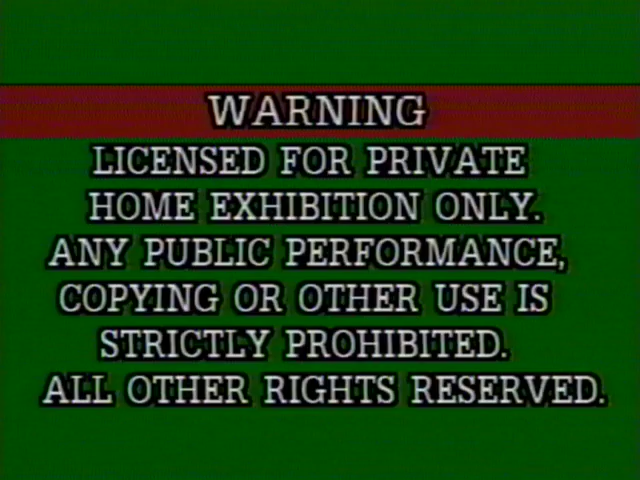 WARNING
LICENSED FOR PRIVATE
HOME EXHIBITION ONLY.
ANY PUBLIC PERFORMANCE,
COPYING OR OTHER USE IS
STRICTLY PROHIBITED.
ALL OTHER RIGHTS RESERVED.